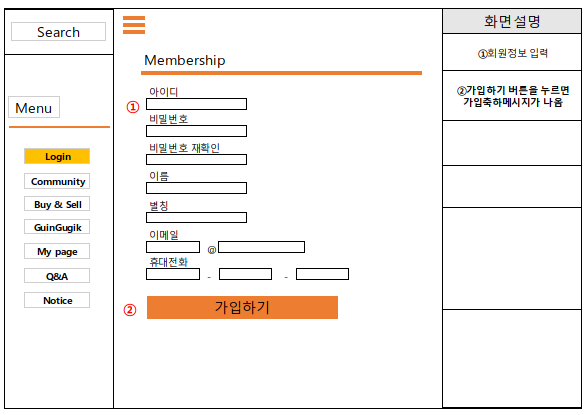 Search
Menu
Login
Community
Buy & Sell
GuinGugik
My page
Q&A
Notice
Membership
①
아이디
비밀번호
비밀번호 재확인
이름
별칭
이메일
@
휴대전화
- -
②
가입하기
화면설명
①회원정보 입력
②가입하기 버튼을 누르면
가입축하메시지가 나옴